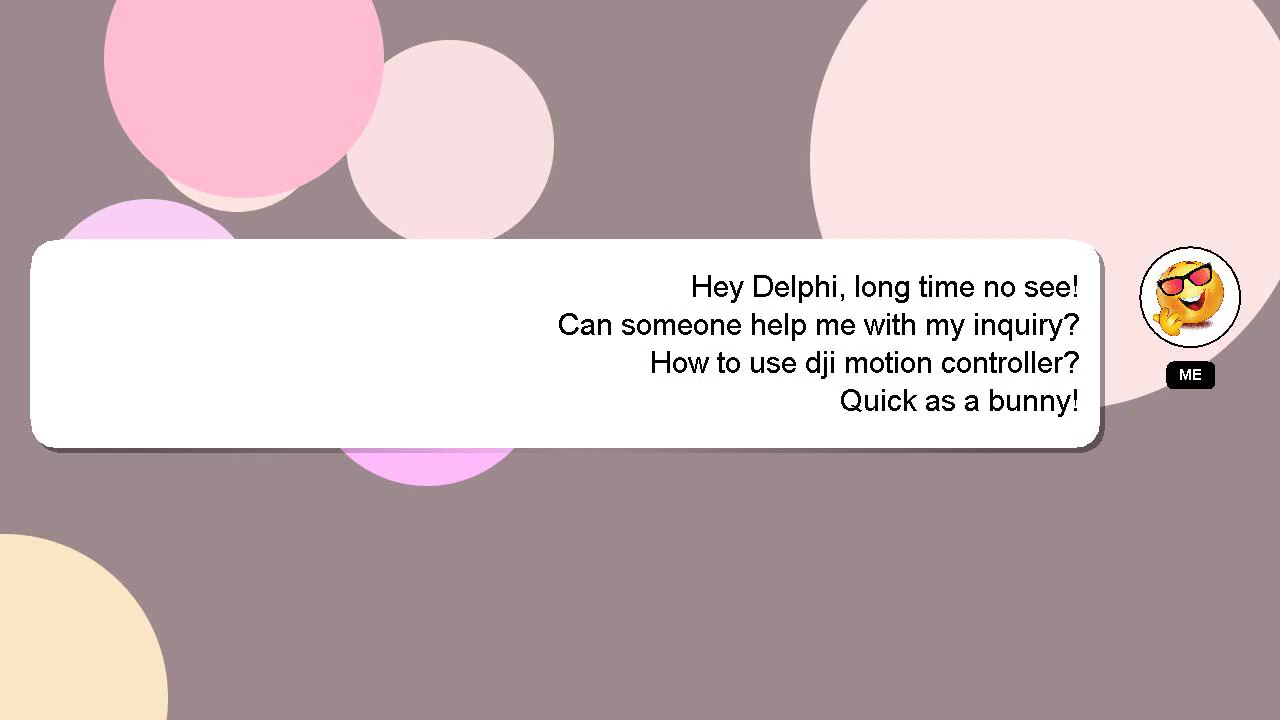 Hey Delphi, long time no see!
Can someone help me with my inquiry?
How to use dji motion controller?
Quick as a bunny!
ME